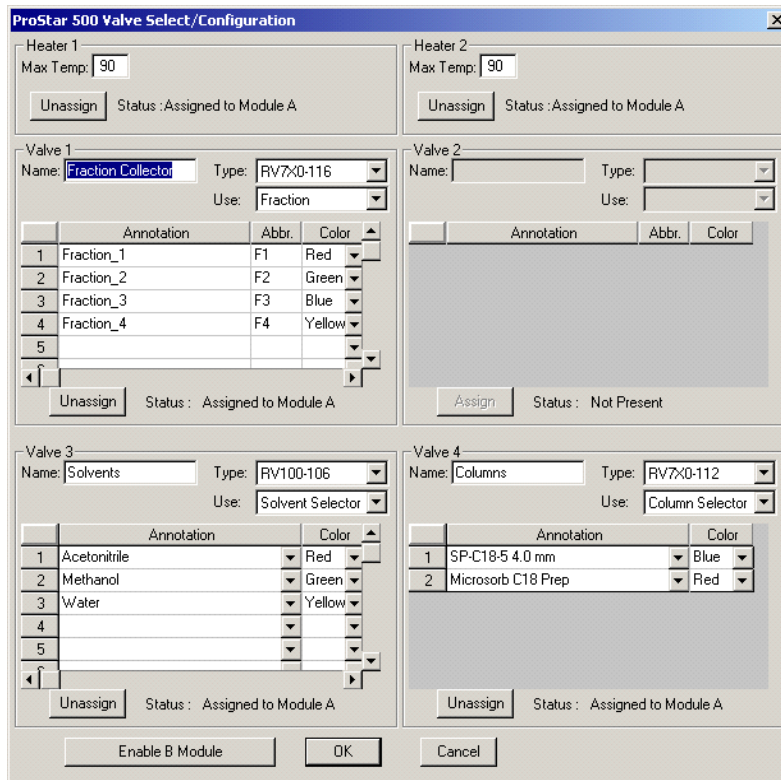 ProStar 500 Valve Select/Configuration
Heater 1
Max Temp: 90
Unassign Status :Assigned to Module A
Heater 2
Max Temp: 90
Unassign Status :Assigned to Module A
Valve 1
Name: Fraction Collector Type: RV7X0-116
Use: Fraction
Annotation Abbr. Color
1 Fraction_1 F1 Red
2 Fraction_2 F2 Green
3 Fraction_3 F3 Blue
4 Fraction_4 F4 Yellow
5
Unassign Status : Assigned to Module A
Valve 2
Name: Type:
Use:
Annotation Abbr. Color
Assign Status : Not Present
Valve 3
Name: Solvents Type: RV100-106
Use: Solvent Selector
Annotation Color
1 Acetonitrile Red
2 Methanol Green
3 Water Yellow
4
5
Unassign Status : Assigned to Module A
Valve 4
Name: Columns Type: RV7X0-112
Use: Column Selector
Annotation Color
1 SP-C18-5 4.0 mm Blue
2 Microsorb C18 Prep Red
Unassign Status : Assigned to Module A
Enable B Module OK Cancel